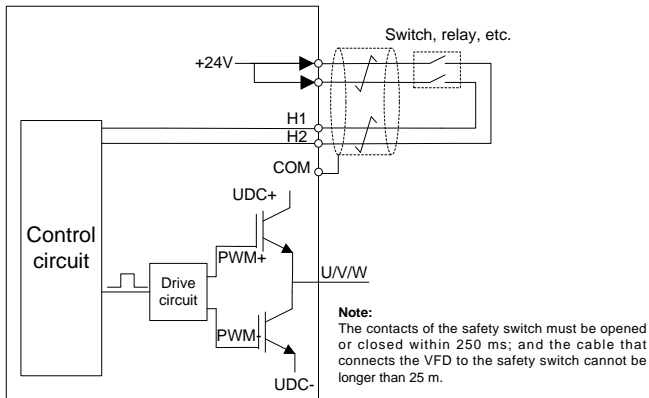 Switch, relay, etc.
+24V
H1
H2
COM
UDC+
Control
circuit
PWM+
Drive
circuit
U/V/W
PWM-
UDC-
Note:
The contacts of the safety switch must be opened
or closed within 250 ms; and the cable that
connects the VFD to the safety switch cannot be
longer than 25 m.